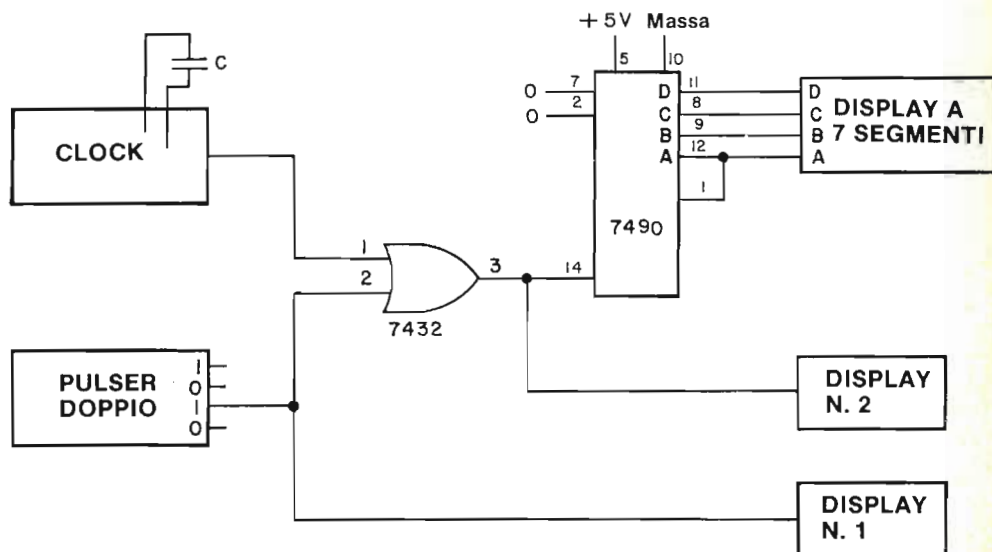 + 5V Massa
5 10
C
CLOCK
0 7
0 2
D 11
C 8
B 9
A 12
1
7490
D
C
B
A
DISPLAY A
7 SEGMENTI
1
2
3
14
7432
PULSER
DOPPIO
1
0
1
0
DISPLAY
N. 2
DISPLAY
N. 1